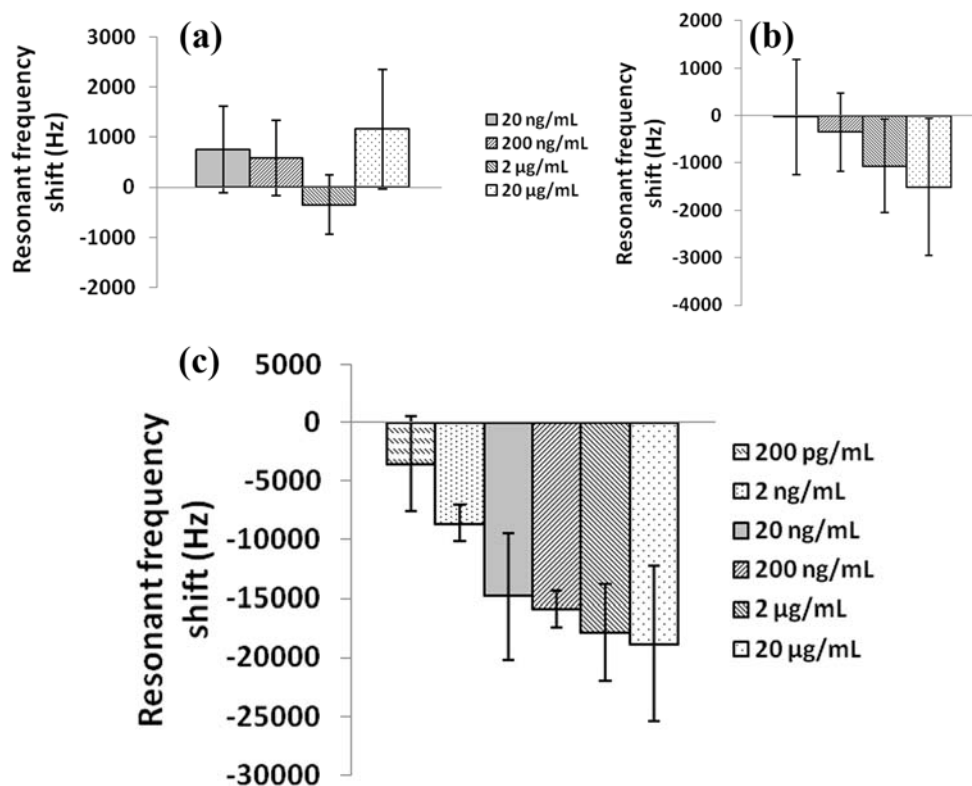 (a)
Resonant frequency
shift (Hz)
3000
2000
1000
0
-1000
-2000
20 ng/mL
200 ng/mL
2 µg/mL
20 µg/mL
(b)
Resonant frequency
shift (Hz)
2000
1000
0
-1000
-2000
-3000
-4000
(c)
Resonant frequency
shift (Hz)
5000
0
-5000
-10000
-15000
-20000
-25000
-30000
200 pg/mL
2 ng/mL
20 ng/mL
200 ng/mL
2 µg/mL
20 µg/mL